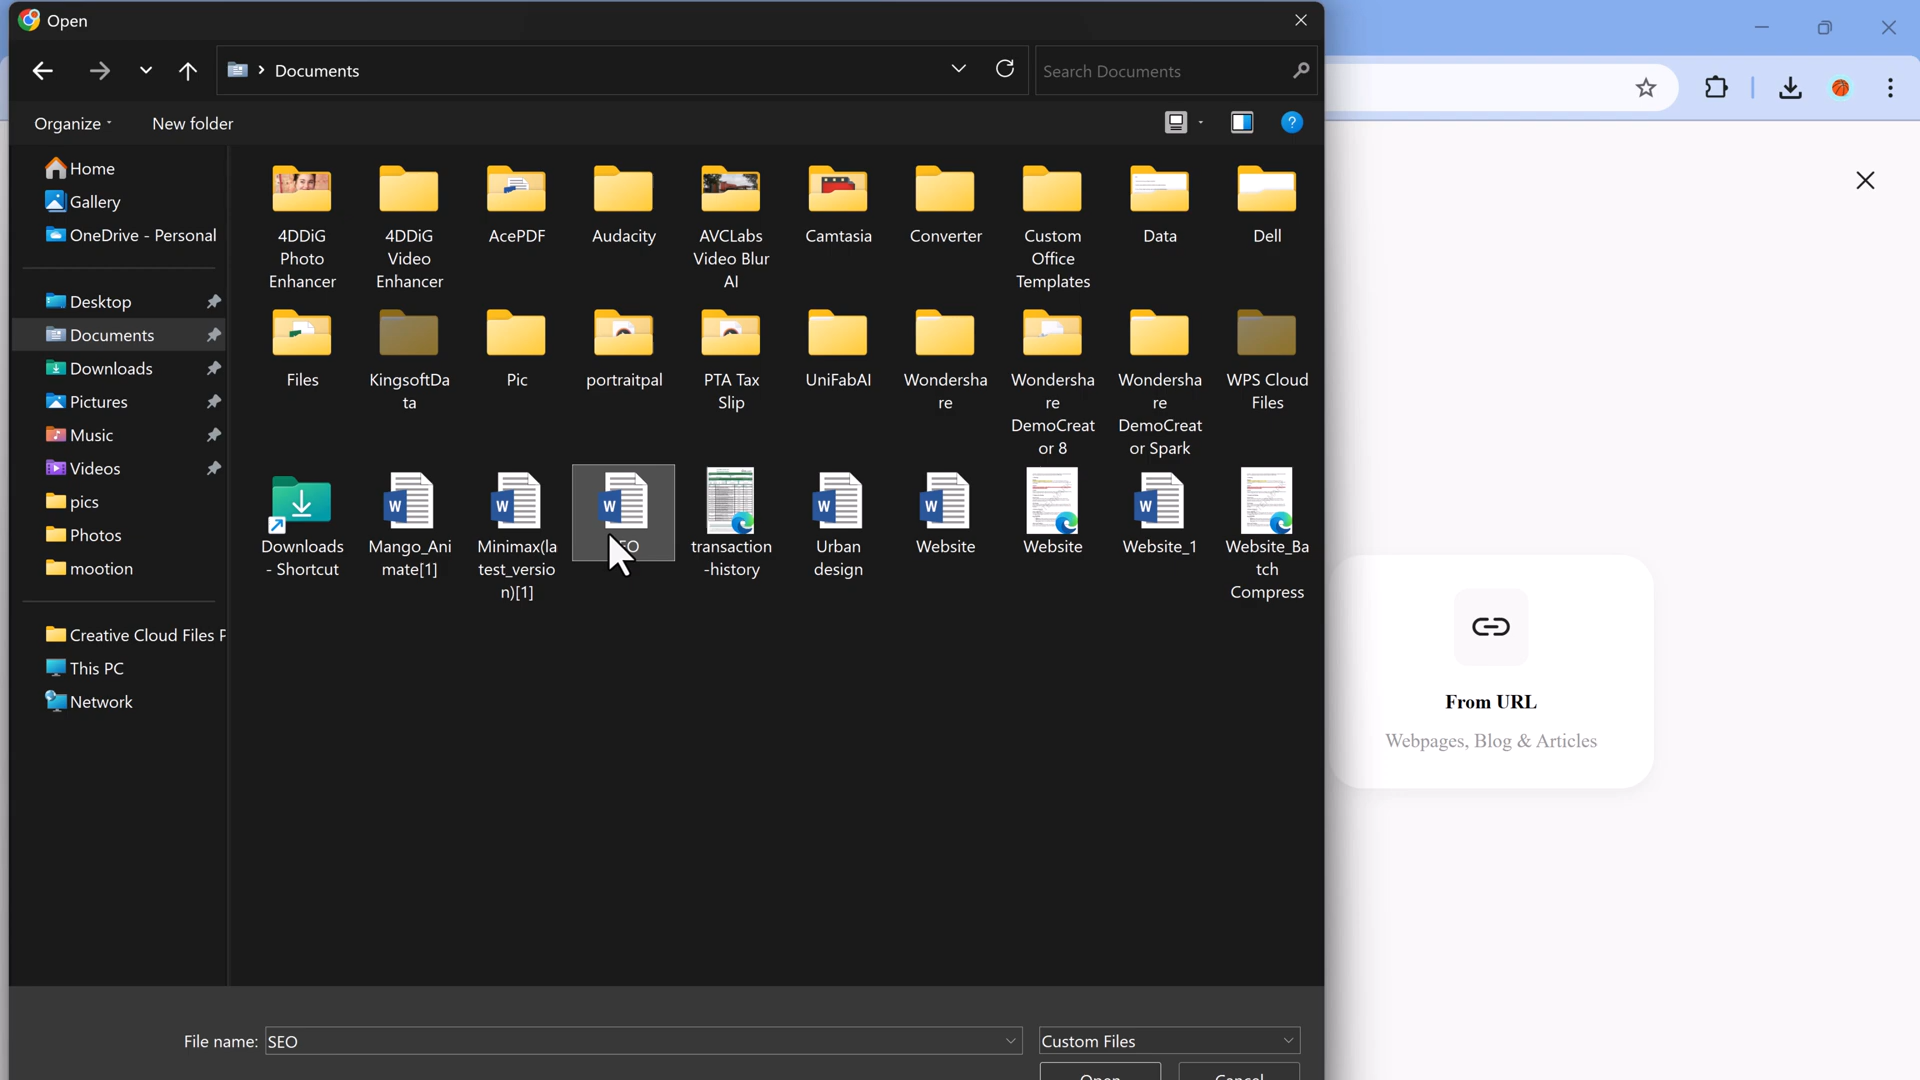 Open
Documents
Search Documents
Organize
New folder
Home
Gallery
OneDrive - Personal
Desktop
Documents
Downloads
Pictures
Music
Videos
pics
Photos
mootion
Creative Cloud Files P
This PC
Network
4DDiG
Photo
Enhancer
4DDiG
Video
Enhancer
AcePDF
Audacity
AVCLabs
Video Blur
AI
Camtasia
Converter
Custom
Office
Templates
Data
Dell
Files
KingsoftDa
ta
Pic
portraitpal
PTA Tax
Slip
UniFabAI
Wondersha
re
Wondersha
re
DemoCreat
or 8
Wondersha
re
DemoCreat
or Spark
WPS Cloud
Files
Downloads
- Shortcut
Mango_Ani
mate[1]
Minimax(la
test_versio
n)[1]
transaction
-history
Urban
design
Website
Website
Website_1
Website_Ba
tch
Compress
File name: SEO
Custom Files
Open
Cancel
From URL
Webpages, Blog & Articles